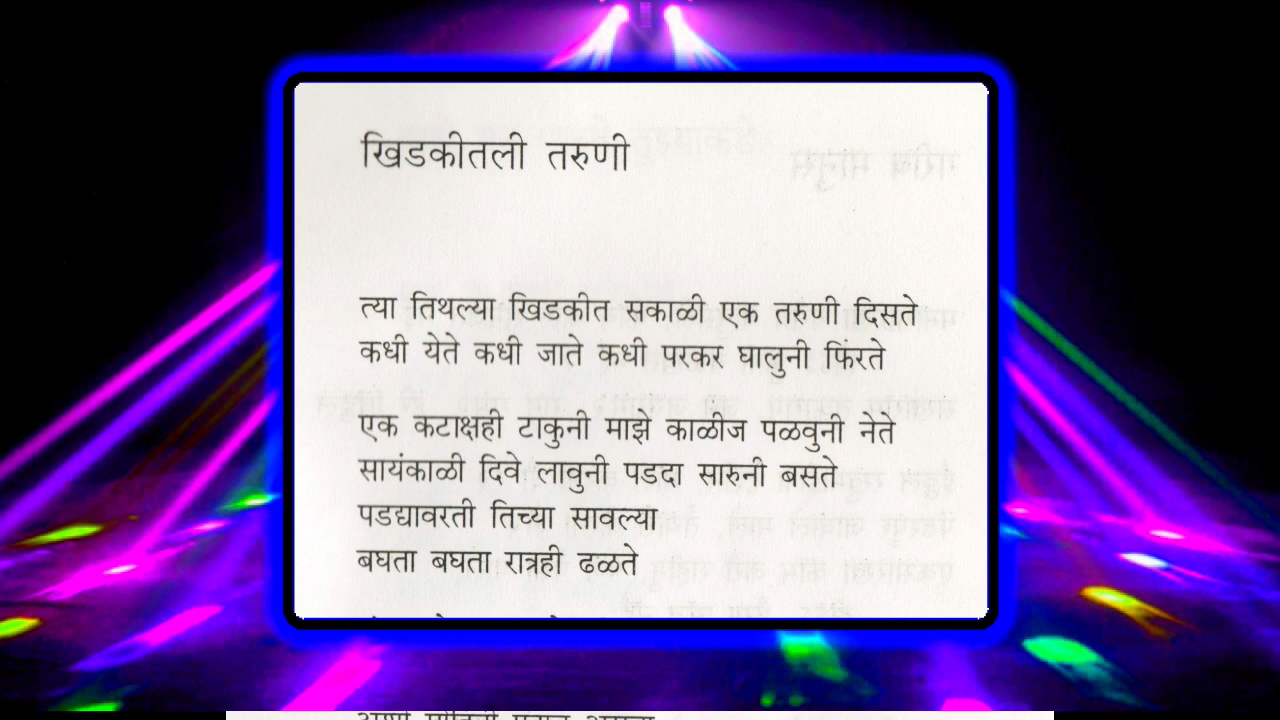 खिडकीतली तरुणी
त्या तिथल्या खिडकीत सकाळी एक तरुणी दिसते
कधी येते कधी जाते कधी परकर घालुनी फिंरते
एक कटाक्षही टाकुनी माझे काळीज पळवुनी नेते
सायंकाळी दिवे लावुनी पडदा सारुनी बसते
पडद्यावरती तिच्या सावल्या
बघता बघता रात्रही ढळते